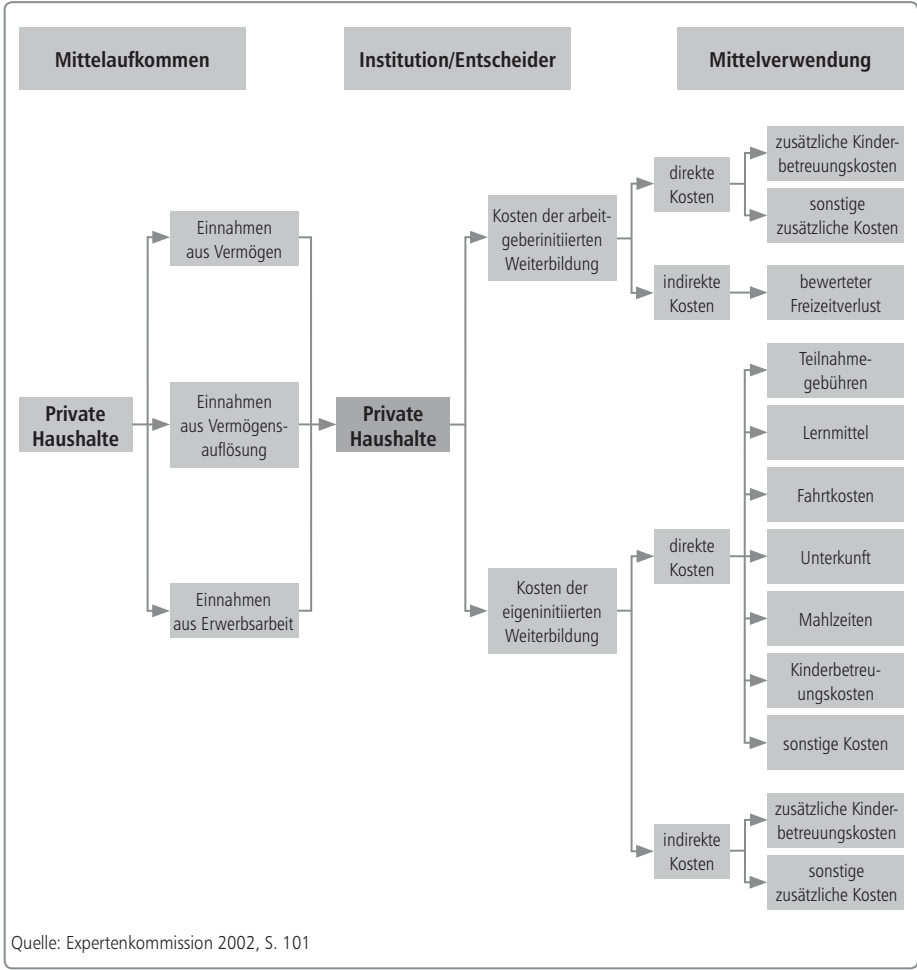 Mittelaufkommen
Institution/Entscheider
Mittelverwendung
Private
Haushalte
Einnahmen
aus Vermögen
Einnahmen
aus Vermögens-
auflösung
Einnahmen
aus Erwerbsarbeit
Private
Haushalte
Kosten der arbeit-
geberinitiierten
Weiterbildung
direkte
Kosten
zusätzliche Kinder-
betreuungskosten
sonstige
zusätzliche Kosten
indirekte
Kosten
bewerteter
Freizeitverlust
Kosten der
eigeninitiierten
Weiterbildung
direkte
Kosten
Teilnahme-
gebühren
Lernmittel
Fahrtkosten
Unterkunft
Mahlzeiten
Kinderbetreu-
ungskosten
sonstige Kosten
indirekte
Kosten
zusätzliche Kinder-
betreuungskosten
sonstige
zusätzliche Kosten
Quelle: Expertenkommission 2002, S. 101